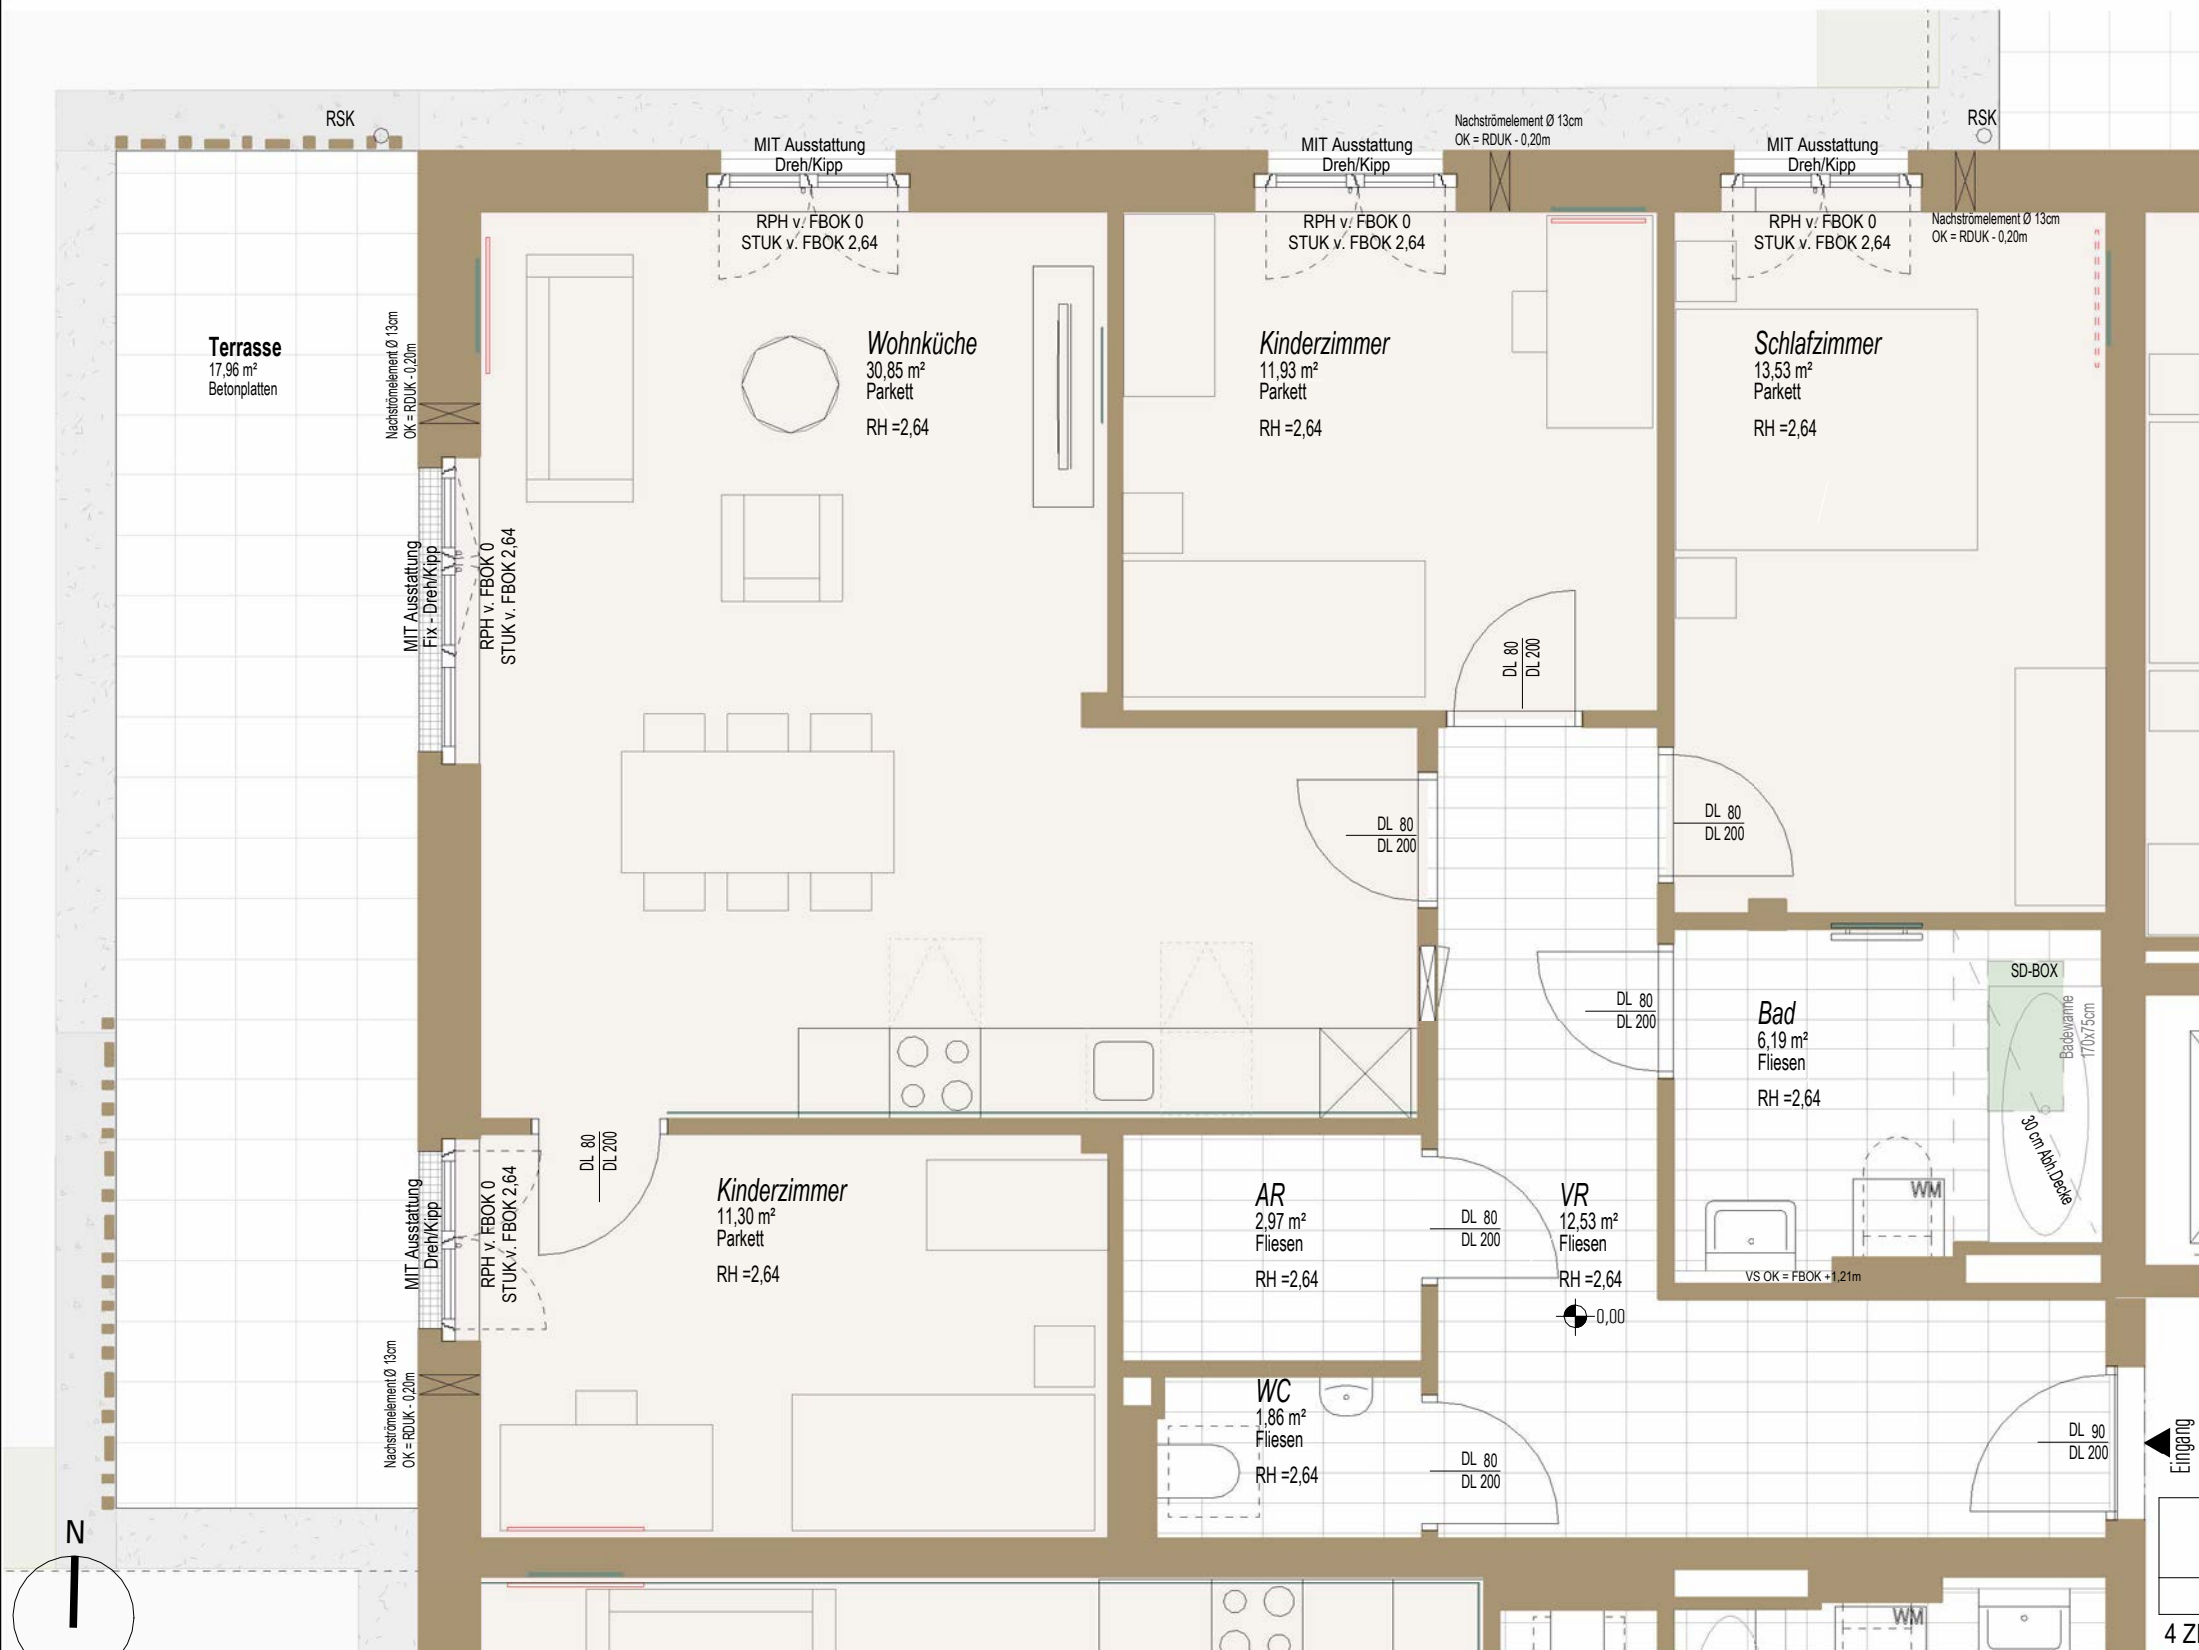 RSK
MIT Ausstattung
Dreh/Kipp
RPH v. FBOK 0
STUK v. FBOK 2,64
MIT Ausstattung
Dreh/Kipp
RPH v. FBOK 0
STUK v. FBOK 2,64
Nachströmelement Ø 13cm
OK = RDUK - 0,20m
MIT Ausstattung
Dreh/Kipp
RPH v. FBOK 0
STUK v. FBOK 2,64
RSK
Nachströmelement Ø 13cm
OK = RDUK - 0,20m
Terrasse
17,96 m²
Betonplatten
Nachströmelement Ø 13cm
OK = RDUK - 0,20m
Wohnküche
30,85 m²
Parkett
RH =2,64
Kinderzimmer
11,93 m²
Parkett
RH =2,64
Schlafzimmer
13,53 m²
Parkett
RH =2,64
MIT Ausstattung
Fix - Dreh/Kipp
RPH v. FBOK 0
STUK v. FBOK 2,64
DL 80
DL 200
DL 80
DL 200
DL 80
DL 200
DL 80
DL 200
Bad
6,19 m²
Fliesen
RH =2,64
SD-BOX
Badewanne
170x75cm
30 cm Abh.Decke
WM
VS OK = FBOK +1,21m
DL 80
DL 200
MIT Ausstattung
Dreh/Kipp
RPH v. FBOK 0
STUK v. FBOK 2,64
Kinderzimmer
11,30 m²
Parkett
RH =2,64
AR
2,97 m²
Fliesen
RH =2,64
DL 80
DL 200
VR
12,53 m²
Fliesen
RH =2,64
0,00
Nachströmelement Ø 13cm
OK = RDUK - 0,20m
WC
1,86 m²
Fliesen
RH =2,64
DL 80
DL 200
DL 90
DL 200
Eingang
N
WM
4 Z